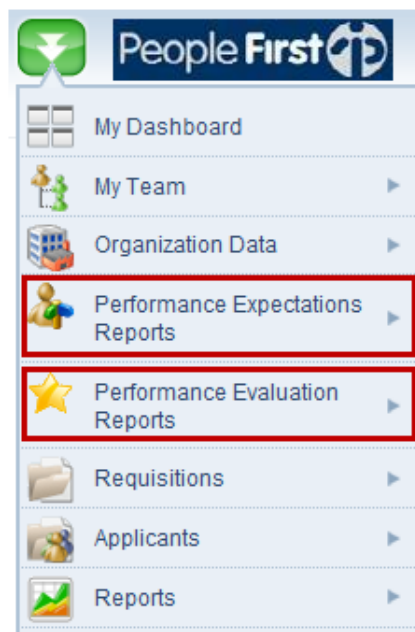 People First
My Dashboard
My Team
Organization Data
Performance Expectations
Reports
Performance Evaluation
Reports
Requisitions
Applicants
Reports